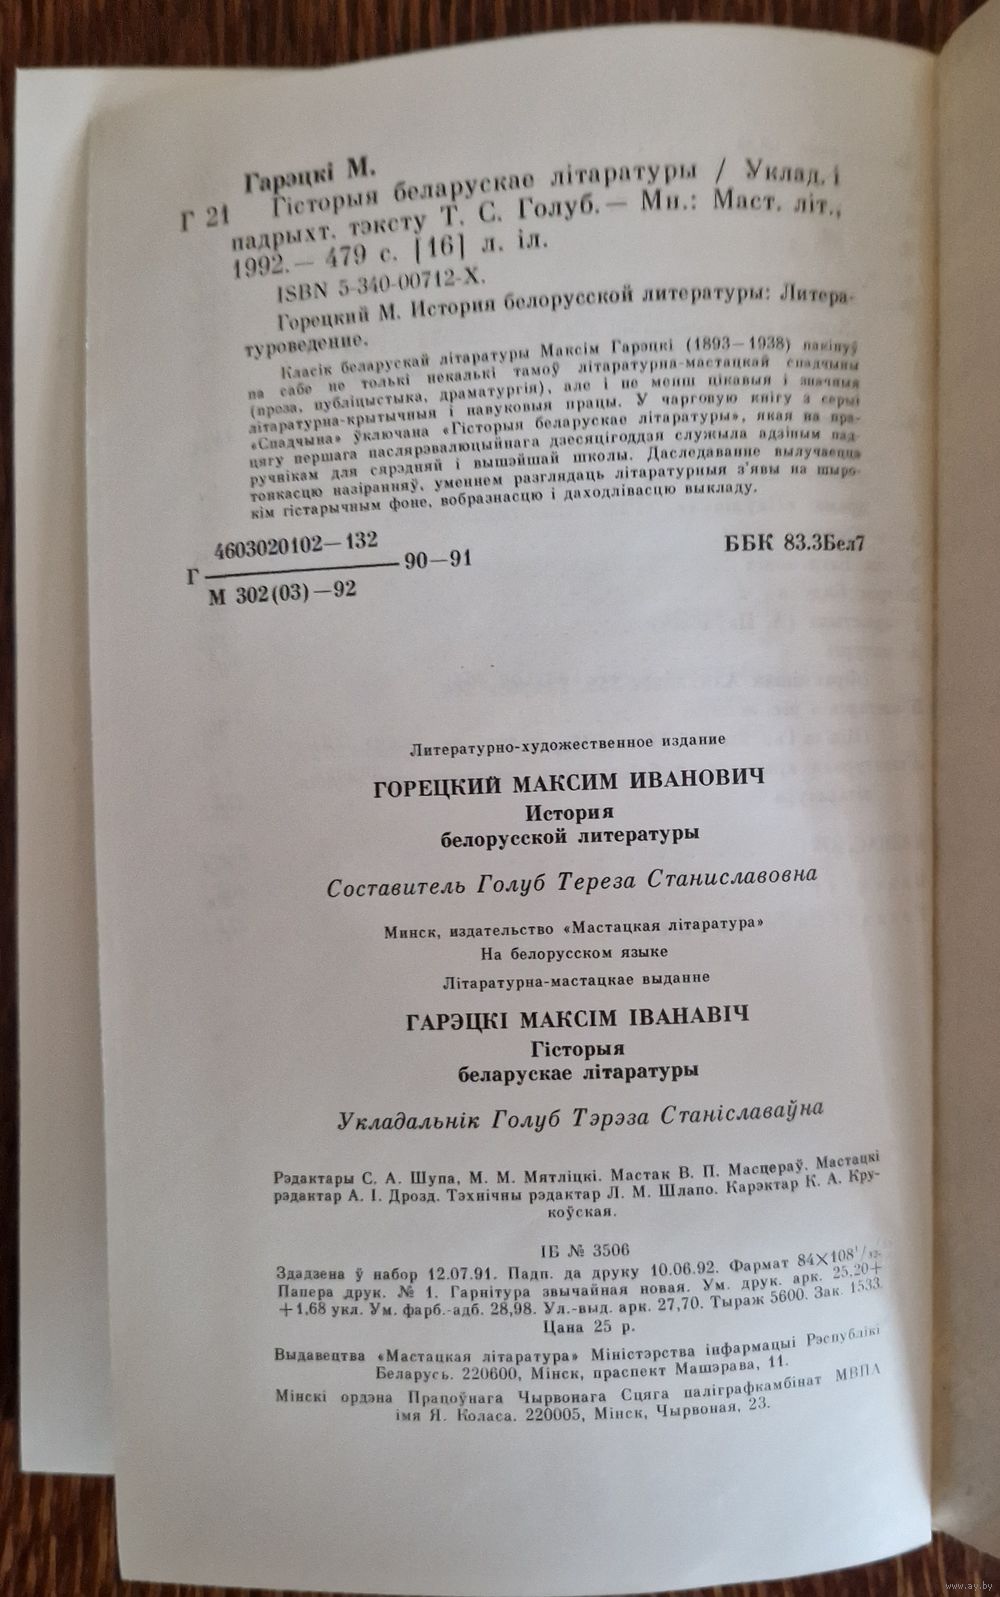 Гарэцкі М.
Г 21 Гісторыя беларускае літаратуры / Уклад. і
падрыхт. тэксту Т. С. Голуб.— Мн.: Маст. літ.,
1992.— 479 с. [16] л. іл.
ISBN 5-340-00712-X.
Горецкий М. История белорусской литературы: Литера-
туроведение.
Класік беларускай літаратуры Максім Гарэцкі (1893—1938) пакінуў
па сабе не толькі некалькі тамоў літаратурна-мастацкай спадчыны
(проза, публіцыстыка, драматургія), але і не менш цікавыя і значныя
літаратурна-крытычныя і навуковыя працы. У чарговую кнігу з серыі
«Спадчына» ўключана «Гісторыя беларускае літаратуры», якая на пра-
цягу першага паслярэвалюцыйнага дзесяцігоддзя служыла адзіным пад-
ручнікам для сярэдняй і вышэйшай школы. Даследаванне вылучаецца
тонкасцю назіранняў, уменнем разглядаць літаратурныя з'явы на шыро-
кім гістарычным фоне, вобразнасцю і даходлівасцю выкладу.
4603020102—132
Г 90—91
М 302(03)—92
ББК 83.3Бел7
Литературно-художественное издание
ГОРЕЦКИЙ МАКСИМ ИВАНОВИЧ
История
белорусской литературы
Составитель Голуб Тереза Станиславовна
Минск, издательство «Мастацкая літаратура»
На белорусском языке
Літаратурна-мастацкае выданне
ГАРЭЦКІ МАКСІМ ІВАНАВІЧ
Гісторыя
беларускае літаратуры
Укладальнік Голуб Тэрэза Станіславаўна
Рэдактары С. А. Шупа, М. М. Мятліцкі. Мастак В. П. Масцераў. Мастацкі
рэдактар А. І. Дрозд. Тэхнічны рэдактар Л. М. Шлапо. Карэктар К. А. Кру-
коўская.
ІБ № 3506
Здадзена ў набор 12.07.91. Падп. да друку 10.06.92. Фармат 84×108¹/₃₂.
Папера друк. № 1. Гарнітура звычайная новая. Ум. друк. арк. 25,20+
+1,68 укл. Ум. фарб.-адб. 28,98. Ул.-выд. арк. 27,70. Тыраж 5600. Зак. 1533.
Цана 25 р.
Выдавецтва «Мастацкая літаратура» Міністэрства інфармацыі Рэспублікі
Беларусь. 220600, Мінск, праспект Машэрава, 11.
Мінскі ордэна Працоўнага Чырвонага Сцяга паліграфкамбінат МВПА
імя Я. Коласа. 220005, Мінск, Чырвоная, 23.
www.ay.by